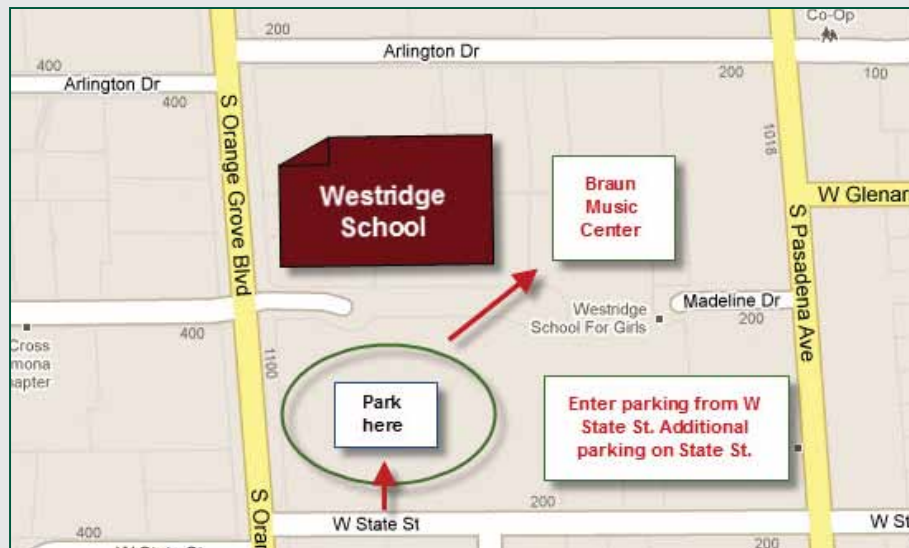 Co-Op
200
Arlington Dr
400
Arlington Dr
400
200
100
S Orange Grove Blvd
1018
Westridge
School
Braun
Music
Center
W Glenar
S Pasadena Ave
Madeline Dr
200
Westridge
School For Girls
400
Cross
mona
apter
1100
Park
here
Enter parking from W
State St. Additional
parking on State St.
200
S Oran
W State St
W St
400
W State St
200